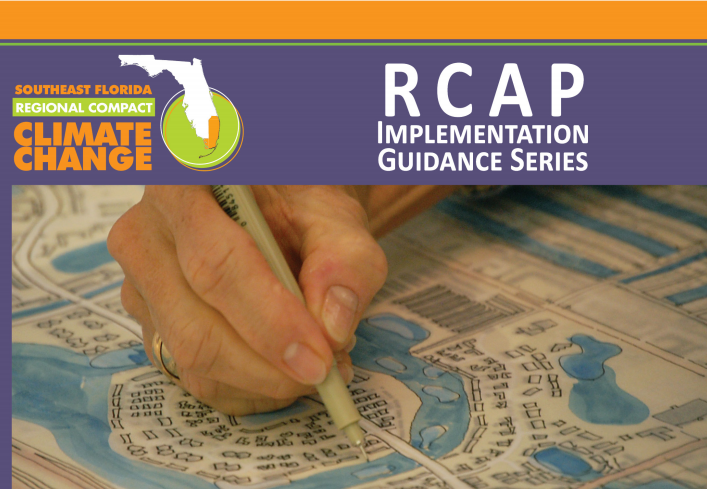 SOUTHEAST FLORIDA
REGIONAL COMPACT
CLIMATE
CHANGE
RCAP
IMPLEMENTATION
GUIDANCE SERIES